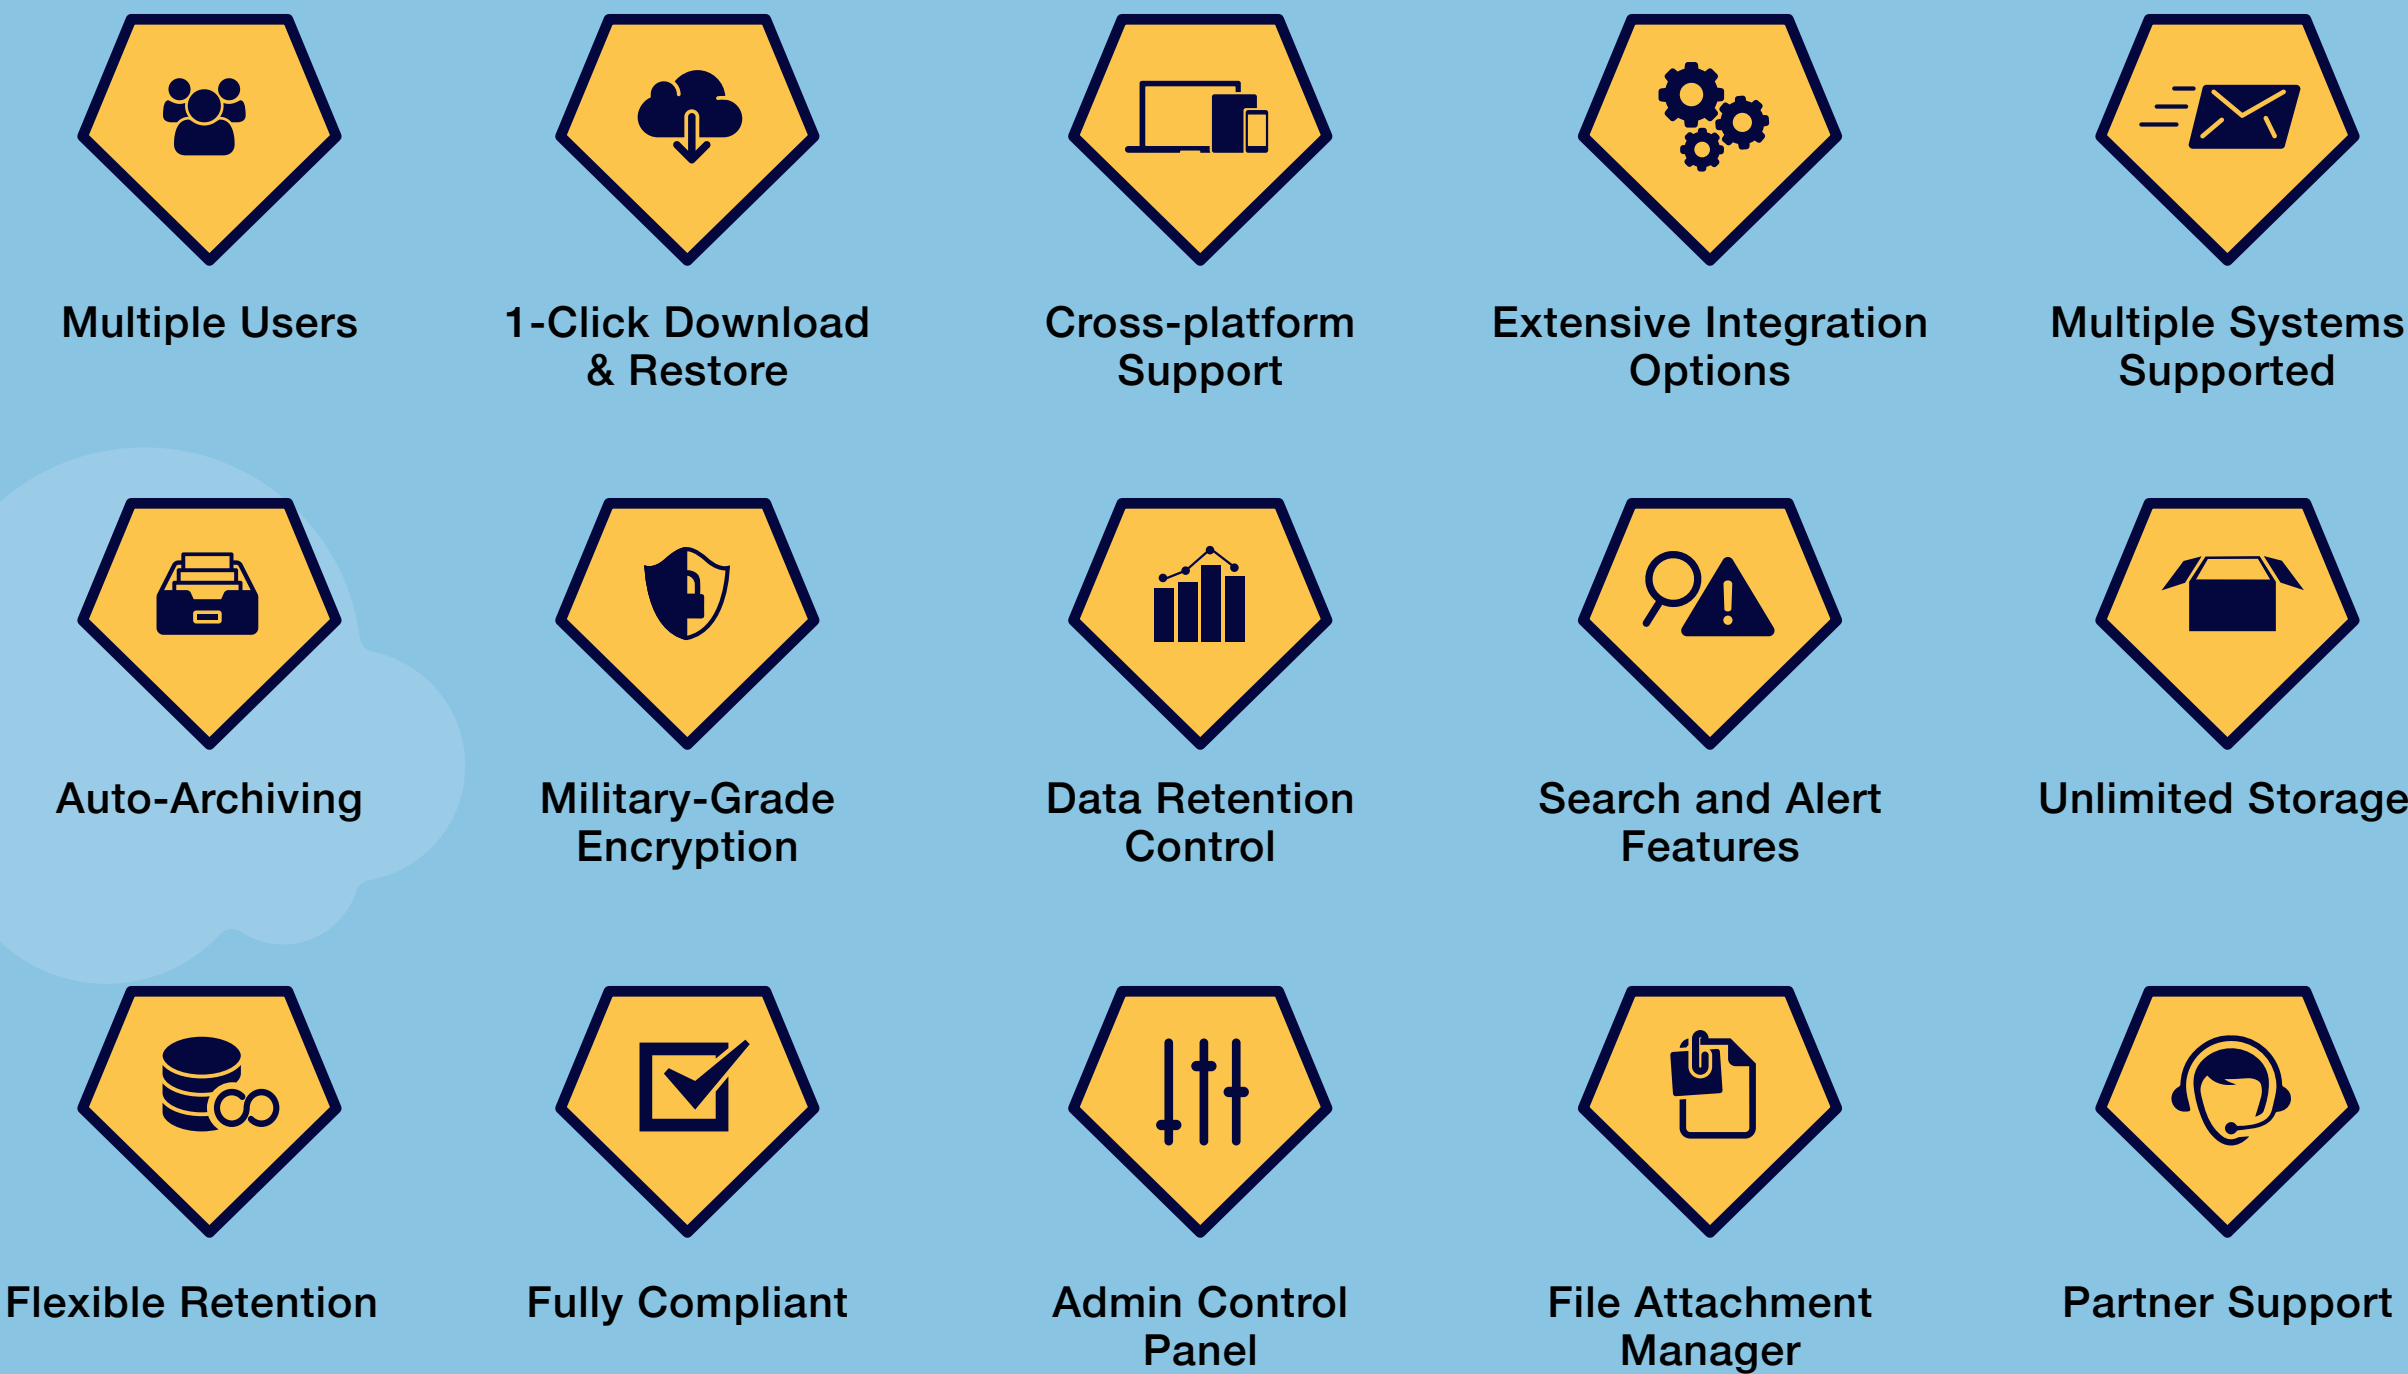 Multiple Users
1-Click Download
& Restore
Cross-platform
Support
Extensive Integration
Options
Multiple Systems
Supported
Auto-Archiving
Military-Grade
Encryption
Data Retention
Control
Search and Alert
Features
Unlimited Storage
Flexible Retention
Fully Compliant
Admin Control
Panel
File Attachment
Manager
Partner Support